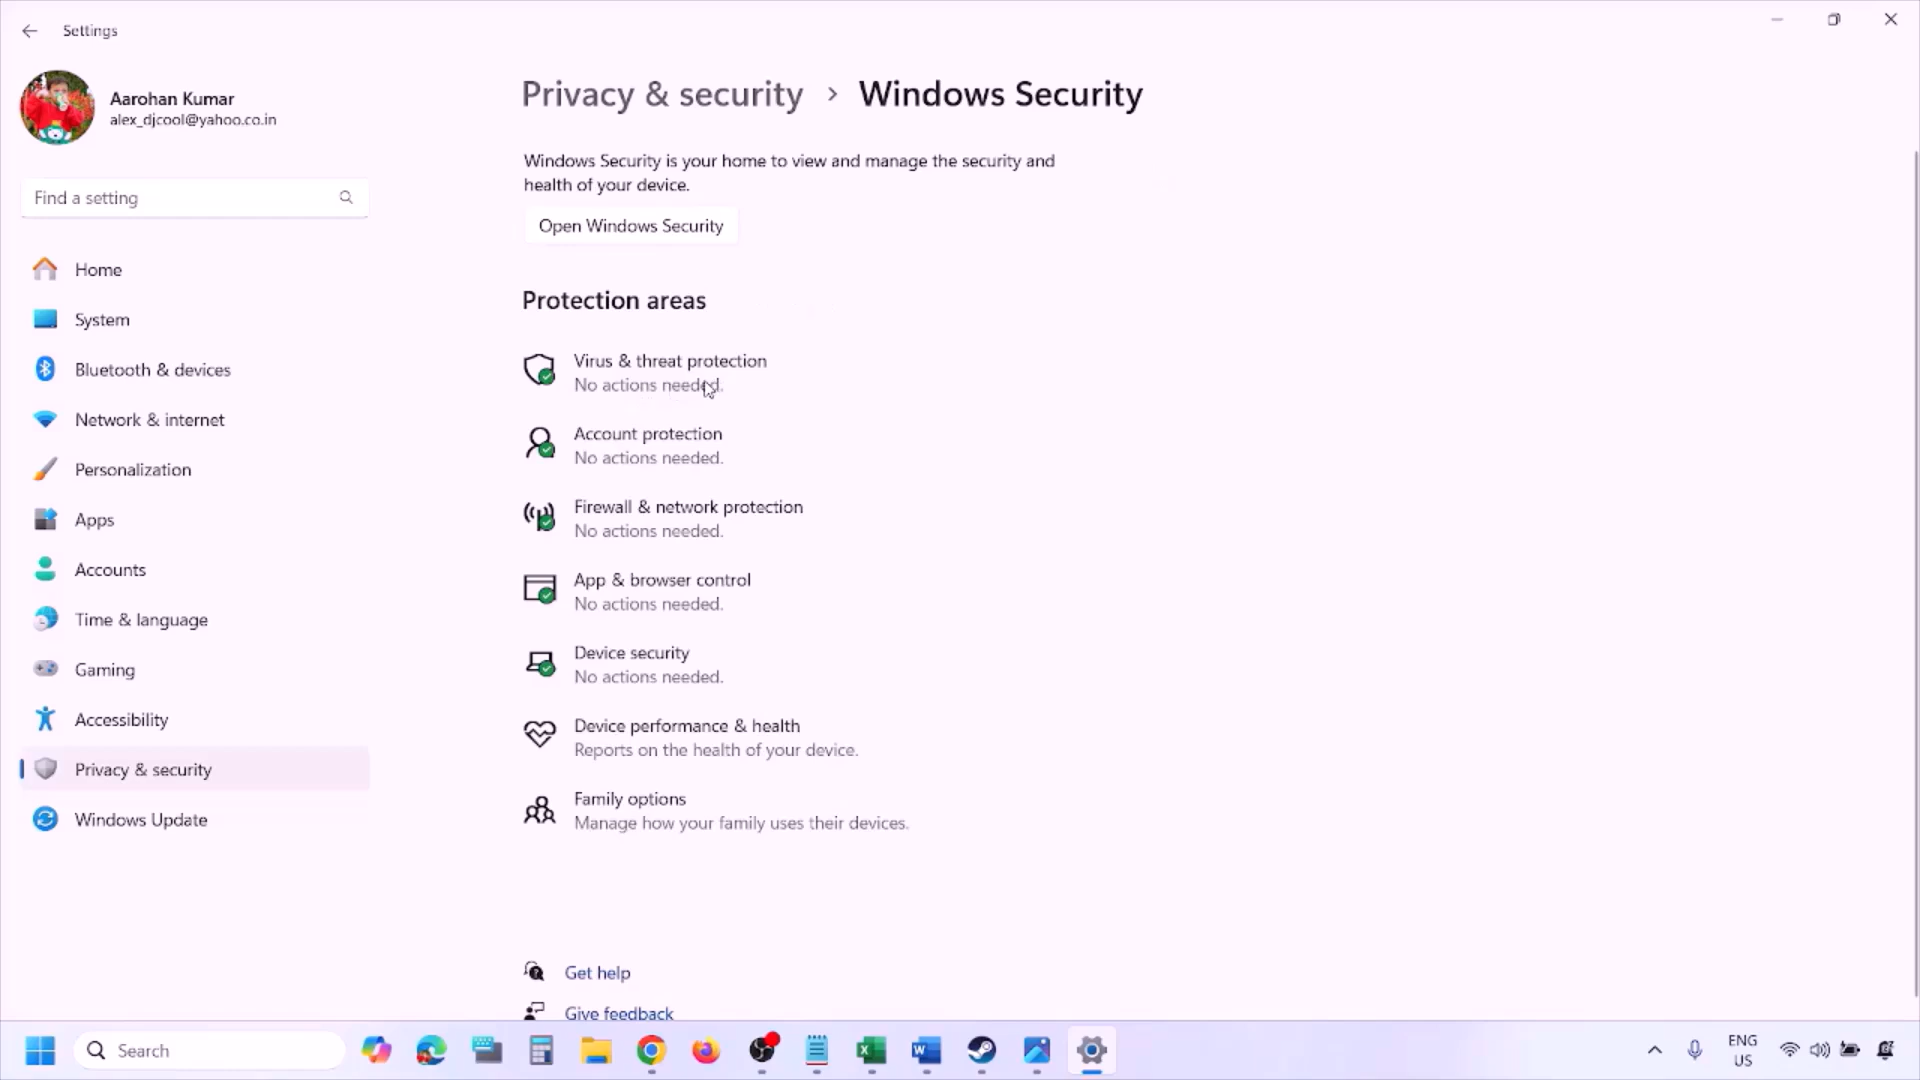 Settings
Aarohan Kumar
alex_djcool@yahoo.co.in
Find a setting
Home
System
Bluetooth & devices
Network & internet
Personalization
Apps
Accounts
Time & language
Gaming
Accessibility
Privacy & security
Windows Update
Privacy & security > Windows Security
Windows Security is your home to view and manage the security and
health of your device.
Open Windows Security
Protection areas
Virus & threat protection
No actions needed.
Account protection
No actions needed.
Firewall & network protection
No actions needed.
App & browser control
No actions needed.
Device security
No actions needed.
Device performance & health
Reports on the health of your device.
Family options
Manage how your family uses their devices.
Get help
Give feedback
Search
ENG
US